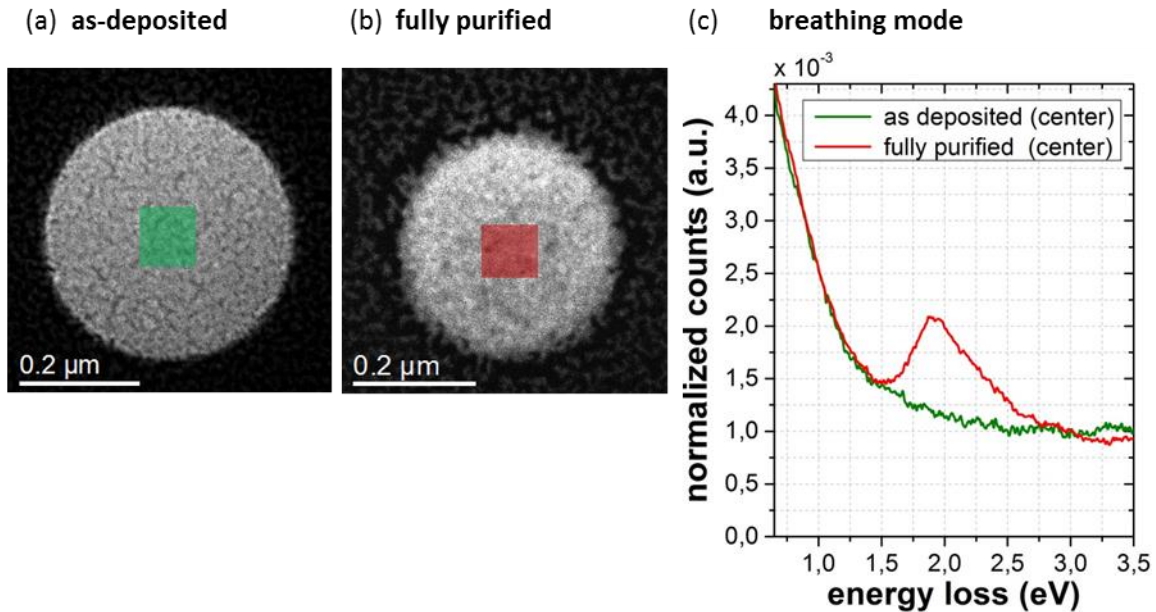 (a) as-deposited
(b) fully purified
(c) breathing mode
0.2 µm
0.2 µm
x 10⁻³
as deposited (center)
fully purified (center)
4,0
3,5
3,0
2,5
2,0
1,5
1,0
0,5
0,0
normalized counts (a.u.)
1,0 1,5 2,0 2,5 3,0 3,5
energy loss (eV)